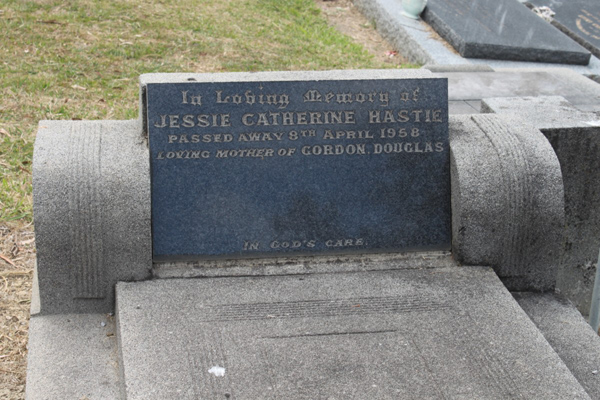 In Loving Memory of
JESSIE CATHERINE HASTIE
PASSED AWAY 8TH APRIL 1958
LOVING MOTHER OF GORDON, DOUGLAS
IN GOD'S CARE.